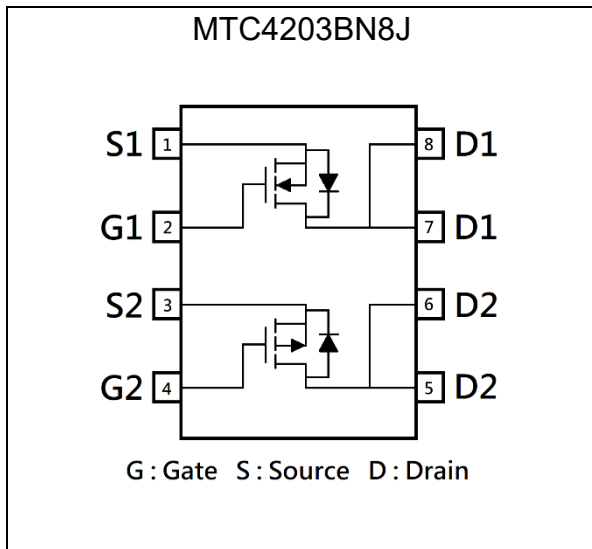 MTC4203BN8J
S1 1 8 D1
G1 2 7 D1
S2 3 6 D2
G2 4 5 D2
G : Gate S : Source D : Drain